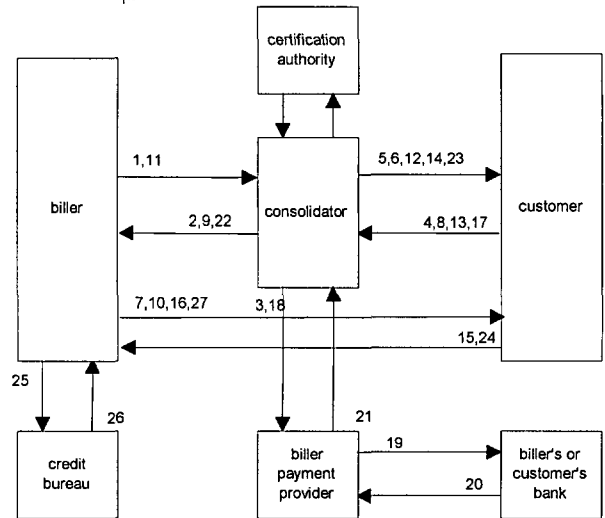 certification
authority
1,11
5,6,12,14,23
biller
consolidator
customer
2,9,22
4,8,13,17
7,10,16,27
3,18
15,24
25
26
21
19
20
credit
bureau
biller
payment
provider
biller's or
customer's
bank